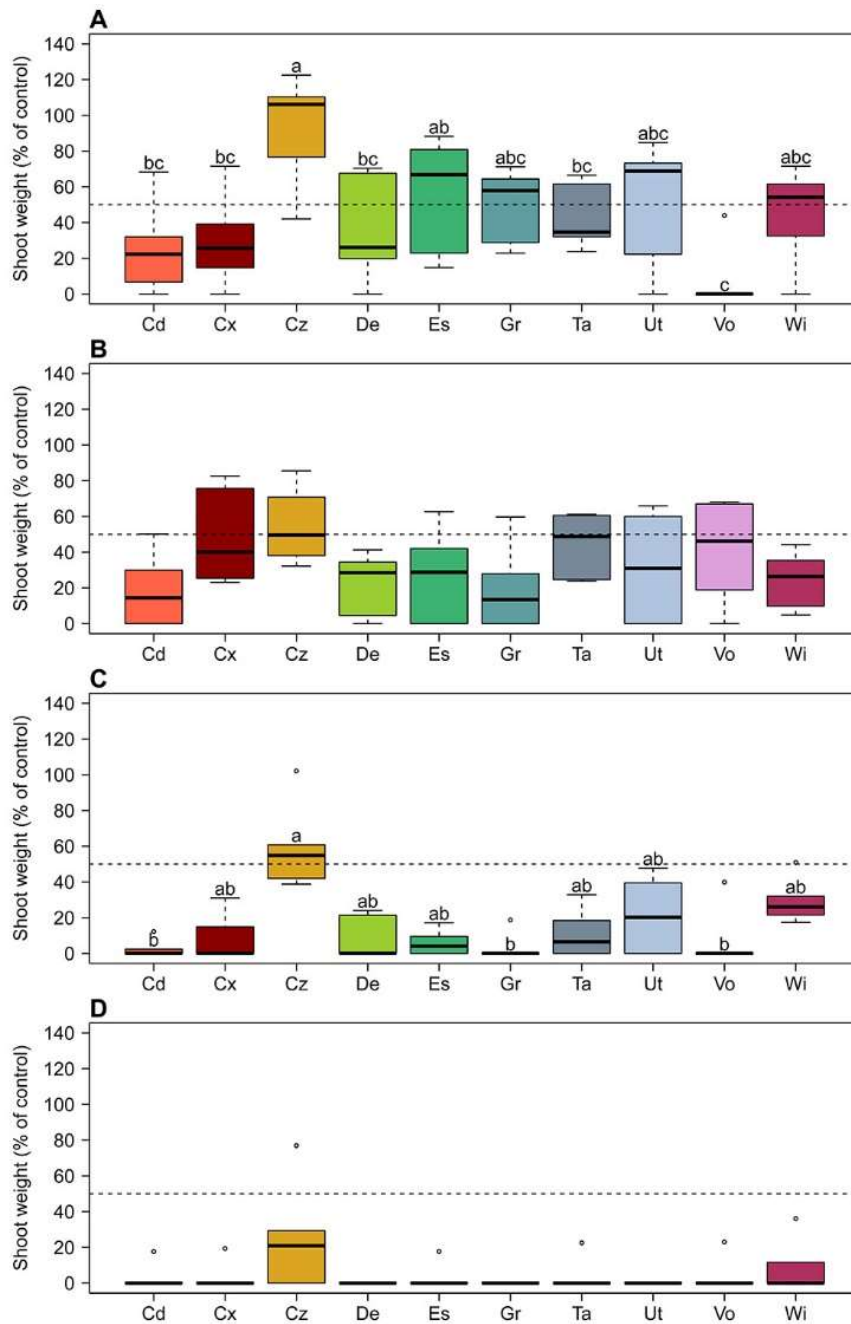 A
Shoot weight (% of control)
140
120
100
80
60
40
20
0
bc
bc
a
bc
ab
abc
bc
abc
c
abc
Cd Cx Cz De Es Gr Ta Ut Vo Wi
B
Shoot weight (% of control)
140
120
100
80
60
40
20
0
Cd Cx Cz De Es Gr Ta Ut Vo Wi
C
Shoot weight (% of control)
140
120
100
80
60
40
20
0
b
ab
a
ab
ab
b
ab
ab
b
ab
Cd Cx Cz De Es Gr Ta Ut Vo Wi
D
Shoot weight (% of control)
140
120
100
80
60
40
20
0
Cd Cx Cz De Es Gr Ta Ut Vo Wi